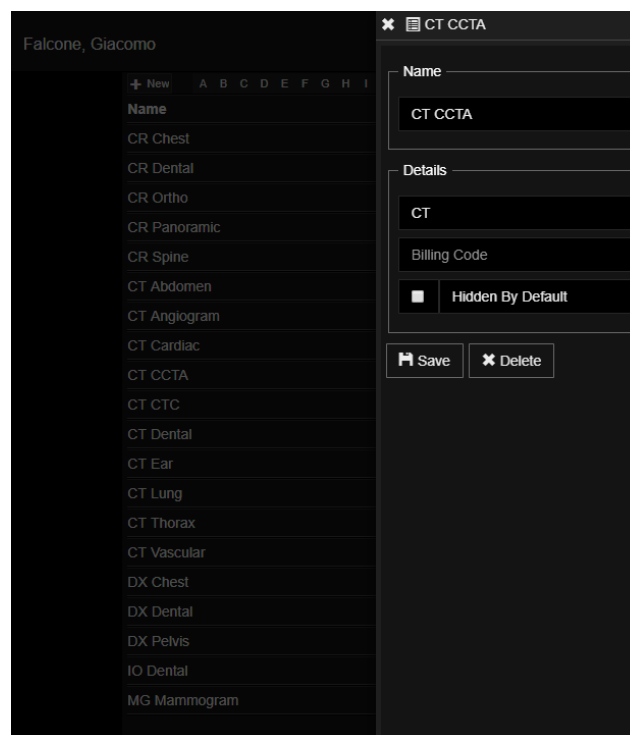 Falcone, Giacomo
New A B C D E F G H I
Name
CR Chest
CR Dental
CR Ortho
CR Panoramic
CR Spine
CT Abdomen
CT Angiogram
CT Cardiac
CT CCTA
CT CTC
CT Dental
CT Ear
CT Lung
CT Thorax
CT Vascular
DX Chest
DX Dental
DX Pelvis
IO Dental
MG Mammogram
CT CCTA
Name
CT CCTA
Details
CT
Billing Code
Hidden By Default
Save Delete